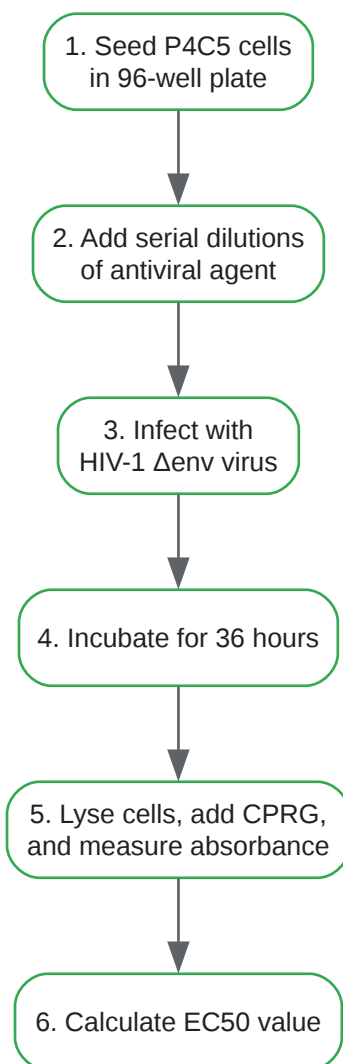 1. Seed P4C5 cells
in 96-well plate
2. Add serial dilutions
of antiviral agent
3. Infect with
HIV-1 Δenv virus
4. Incubate for 36 hours
5. Lyse cells, add CPRG,
and measure absorbance
6. Calculate EC50 value